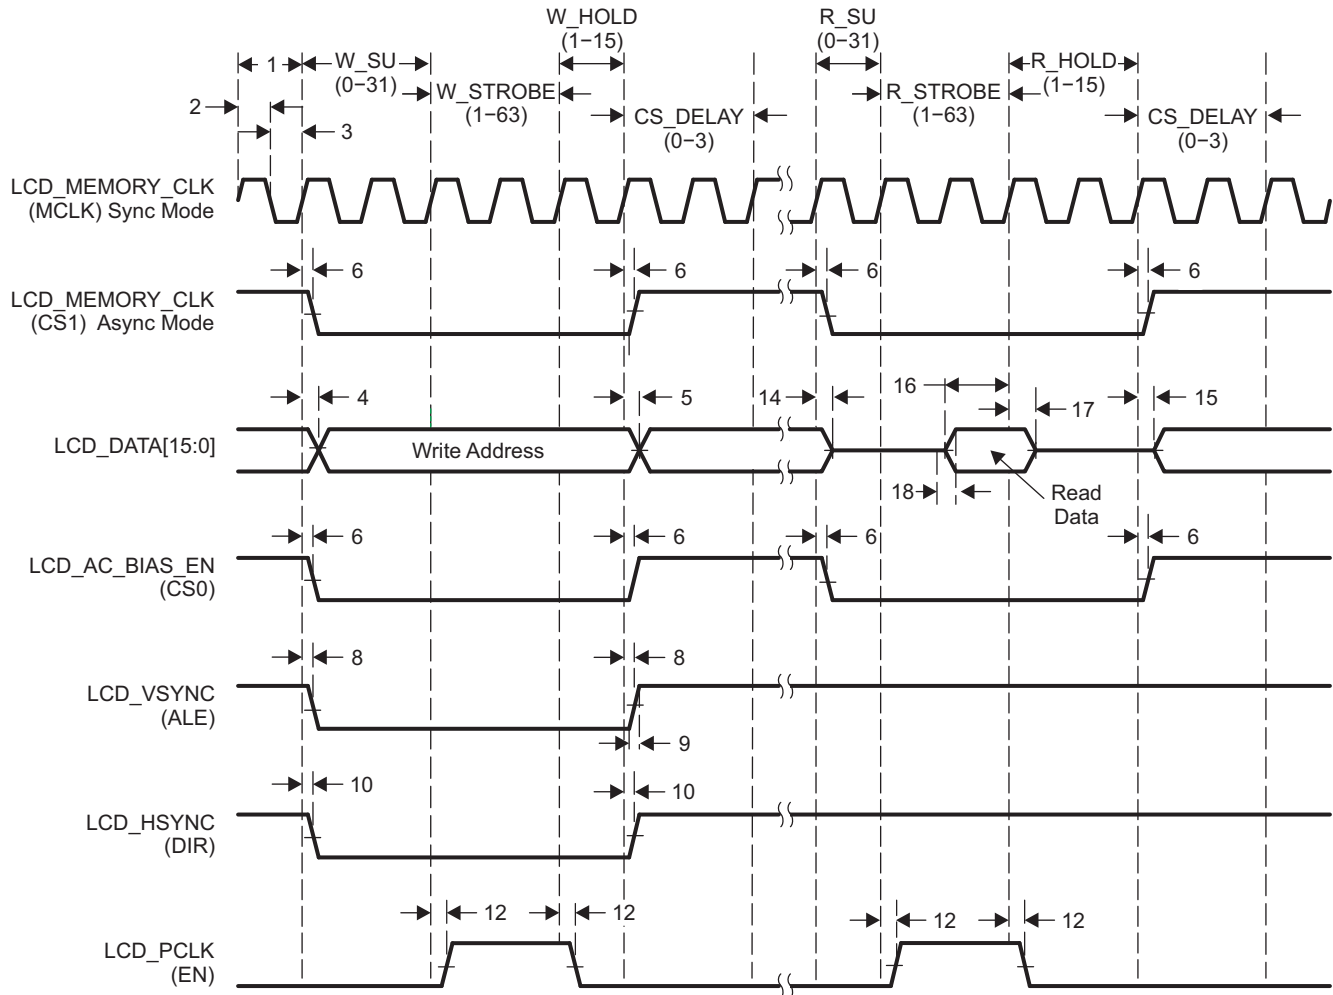 W_HOLD
(1−15)
R_SU
(0−31)
1
W_SU
(0−31)
R_HOLD
(1−15)
2
W_STROBE
(1−63)
R_STROBE
(1−63)
3
CS_DELAY
(0−3)
CS_DELAY
(0−3)
LCD_MEMORY_CLK
(MCLK) Sync Mode
6 6 6 6
LCD_MEMORY_CLK
(CS1) Async Mode
4 5 14 16 17 15
LCD_DATA[15:0]
Write Address
18
Read
Data
6 6 6 6
LCD_AC_BIAS_EN
(CS0)
8 8
LCD_VSYNC
(ALE)
9
10 10
LCD_HSYNC
(DIR)
12 12 12 12
LCD_PCLK
(EN)